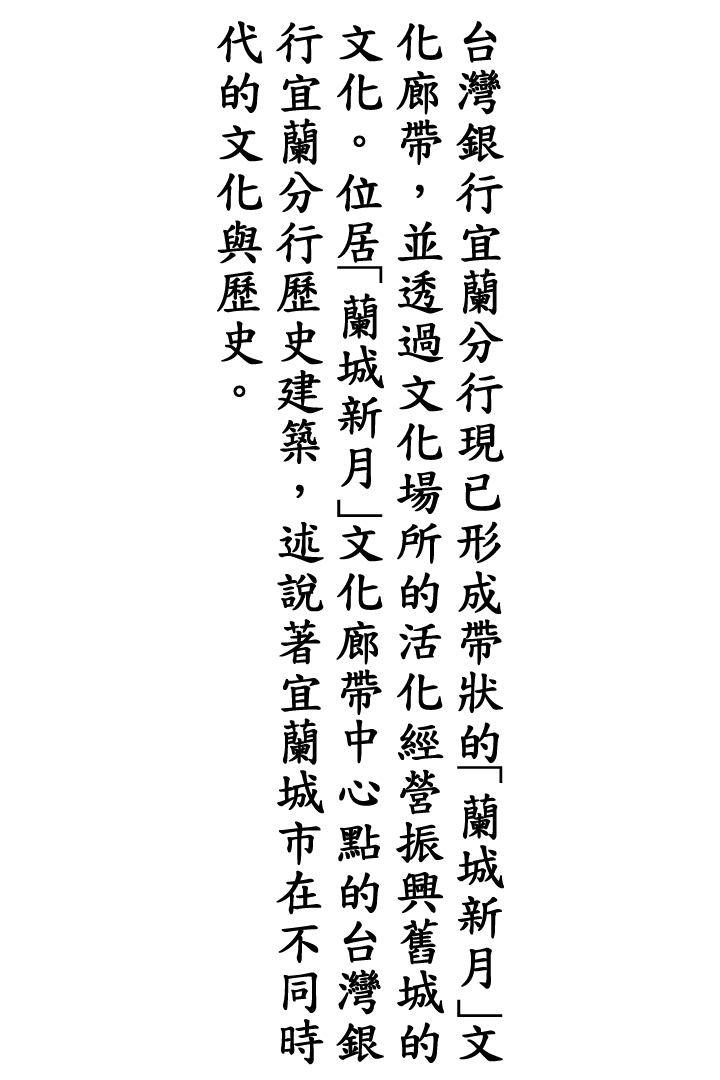 台灣銀行宜蘭分行現已形成帶狀的「蘭城新月」文
化廊帶，並透過文化場所的活化經營振興舊城的
文化。位居「蘭城新月」文化廊帶中心點的台灣銀
行宜蘭分行歷史建築，述說著宜蘭城市在不同時
代的文化與歷史。